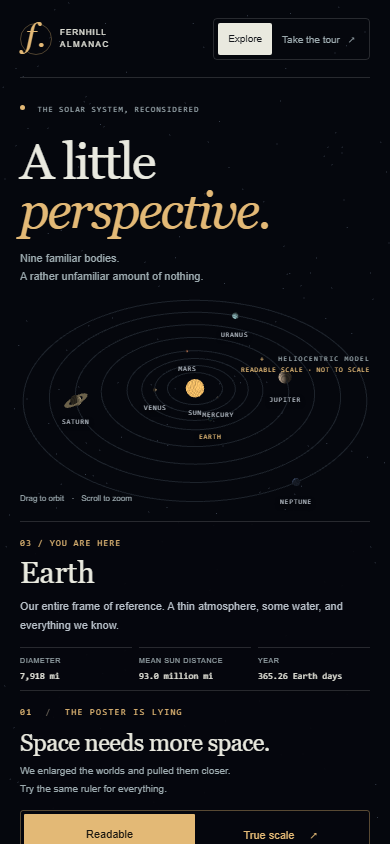 f. FERNHILL
ALMANAC
Explore
Take the tour ↗
THE SOLAR SYSTEM, RECONSIDERED
A little
perspective.
Nine familiar bodies.
A rather unfamiliar amount of nothing.
URANUS
HELIOCENTRIC MODEL
READABLE SCALE · NOT TO SCALE
MARS
JUPITER
VENUS
SUN
MERCURY
SATURN
EARTH
Drag to orbit · Scroll to zoom
NEPTUNE
03 / YOU ARE HERE
Earth
Our entire frame of reference. A thin atmosphere, some water, and
everything we know.
DIAMETER
7,918 mi
MEAN SUN DISTANCE
93.0 million mi
YEAR
365.26 Earth days
01 / THE POSTER IS LYING
Space needs more space.
We enlarged the worlds and pulled them closer.
Try the same ruler for everything.
Readable
True scale ↗